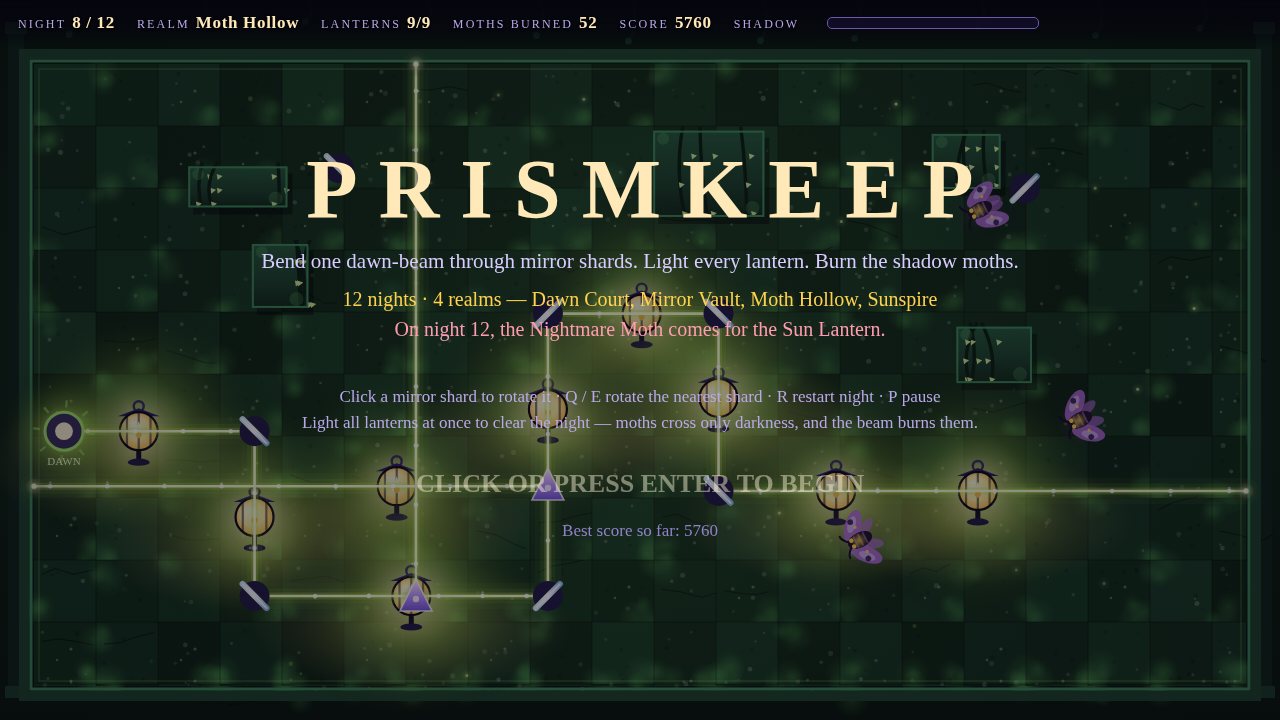 NIGHT 8 / 12 REALM Moth Hollow LANTERNS 9/9 MOTHS BURNED 52 SCORE 5760 SHADOW
PRISMKEEP
Bend one dawn-beam through mirror shards. Light every lantern. Burn the shadow moths.
12 nights · 4 realms — Dawn Court, Mirror Vault, Moth Hollow, Sunspire
On night 12, the Nightmare Moth comes for the Sun Lantern.
Click a mirror shard to rotate it · Q / E rotate the nearest shard · R restart night · P pause
Light all lanterns at once to clear the night — moths cross only darkness, and the beam burns them.
DAWN
CLICK OR PRESS ENTER TO BEGIN
Best score so far: 5760